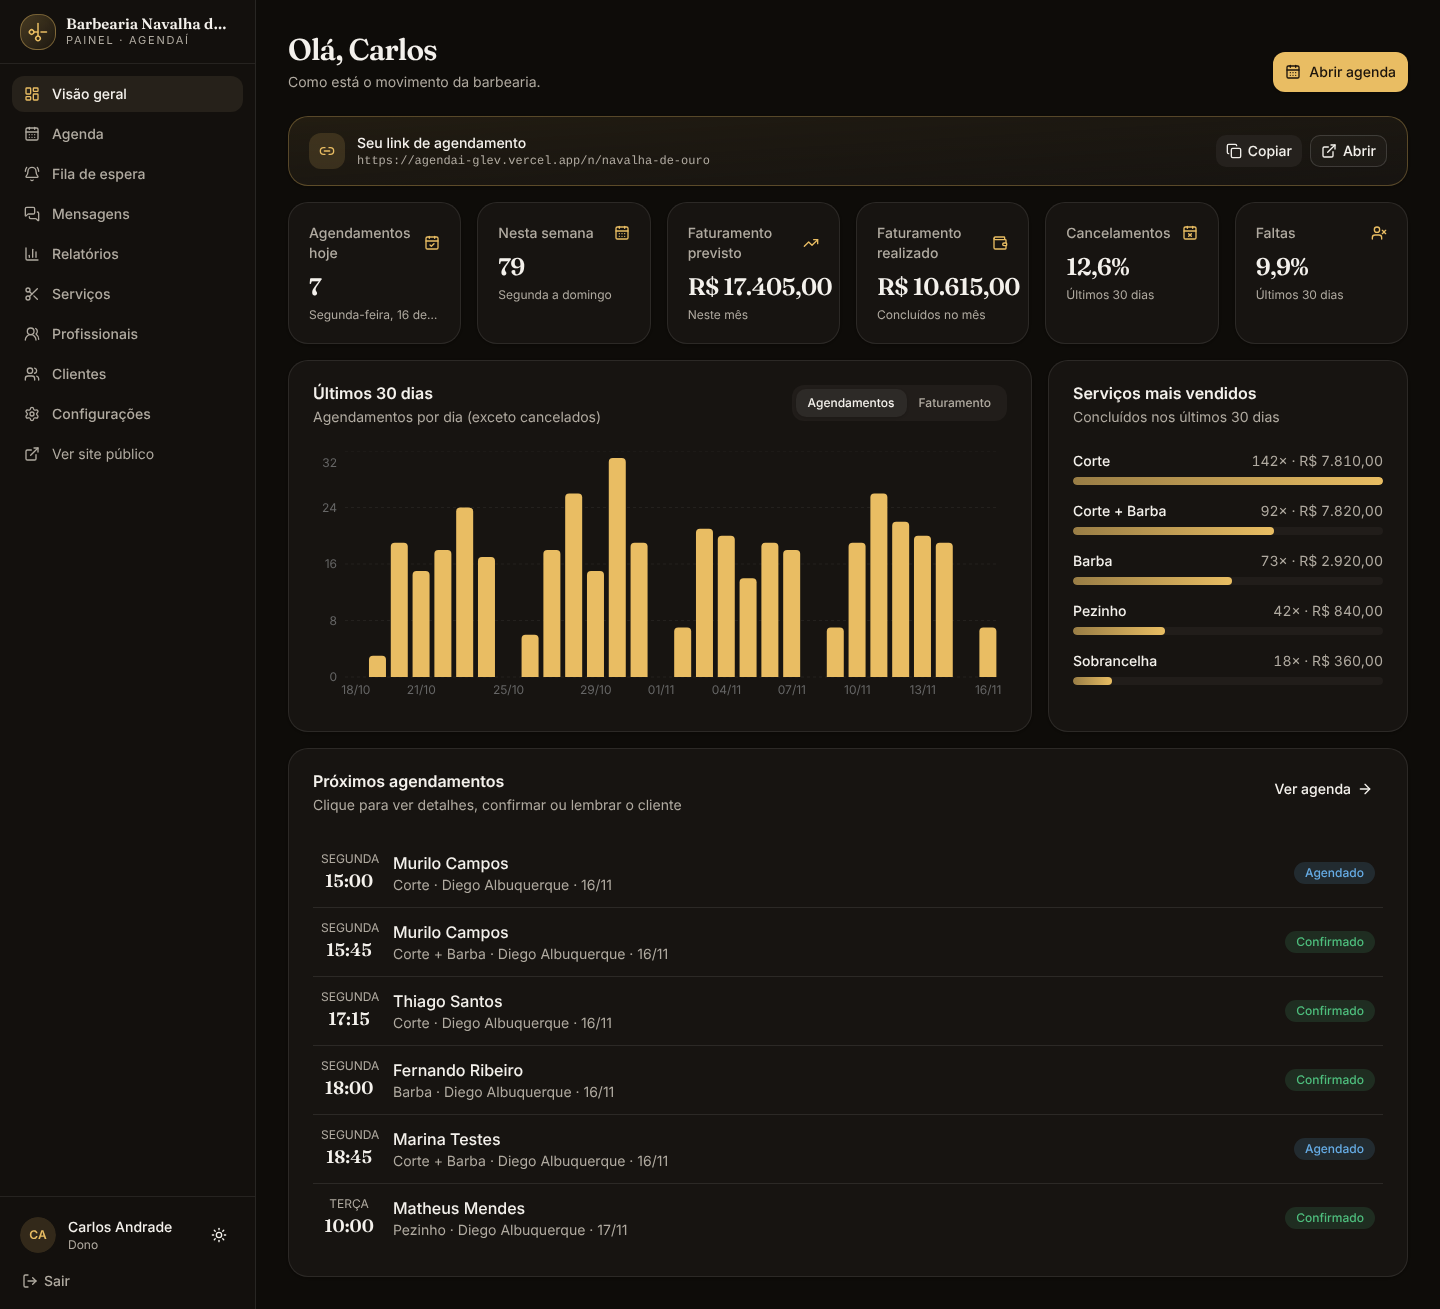 Barbearia Navalha d...
PAINEL · AGENDAÍ
Visão geral
Agenda
Fila de espera
Mensagens
Relatórios
Serviços
Profissionais
Clientes
Configurações
Ver site público
CA
Carlos Andrade
Dono
Sair
Olá, Carlos
Como está o movimento da barbearia.
Abrir agenda
Seu link de agendamento
https://agendai-glev.vercel.app/n/navalha-de-ouro
Copiar
Abrir
Agendamentos
hoje
7
Segunda-feira, 16 de...
Nesta semana
79
Segunda a domingo
Faturamento
previsto
R$ 17.405,00
Neste mês
Faturamento
realizado
R$ 10.615,00
Concluídos no mês
Cancelamentos
12,6%
Últimos 30 dias
Faltas
9,9%
Últimos 30 dias
Últimos 30 dias
Agendamentos por dia (exceto cancelados)
Agendamentos
Faturamento
32
24
16
8
0
18/10 21/10 25/10 29/10 01/11 04/11 07/11 10/11 13/11 16/11
Serviços mais vendidos
Concluídos nos últimos 30 dias
Corte 142× · R$ 7.810,00
Corte + Barba 92× · R$ 7.820,00
Barba 73× · R$ 2.920,00
Pezinho 42× · R$ 840,00
Sobrancelha 18× · R$ 360,00
Próximos agendamentos
Clique para ver detalhes, confirmar ou lembrar o cliente
Ver agenda
SEGUNDA
15:00
Murilo Campos
Corte · Diego Albuquerque · 16/11
Agendado
SEGUNDA
15:45
Murilo Campos
Corte + Barba · Diego Albuquerque · 16/11
Confirmado
SEGUNDA
17:15
Thiago Santos
Corte · Diego Albuquerque · 16/11
Confirmado
SEGUNDA
18:00
Fernando Ribeiro
Barba · Diego Albuquerque · 16/11
Confirmado
SEGUNDA
18:45
Marina Testes
Corte + Barba · Diego Albuquerque · 16/11
Agendado
TERÇA
10:00
Matheus Mendes
Pezinho · Diego Albuquerque · 17/11
Confirmado